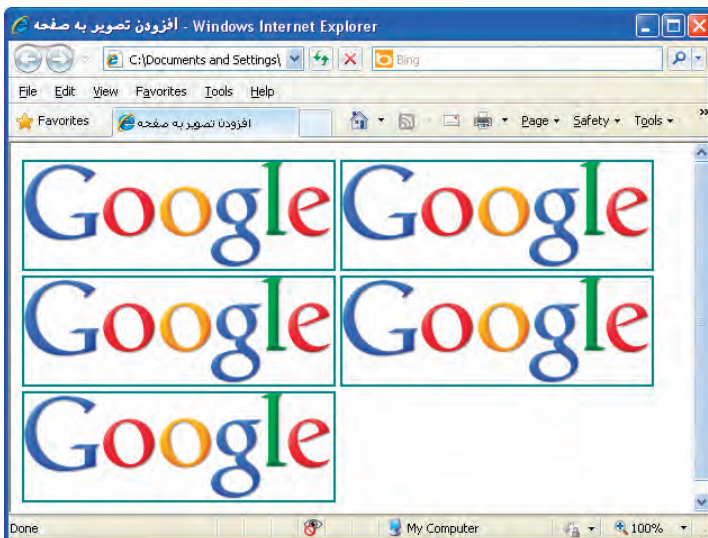 افزودن تصویر به صفحه - Windows Internet Explorer
C:\Documents and Settings\ Bing
File Edit View Favorites Tools Help
Favorites افزودن تصویر به صفحه Page Safety Tools »
Google Google
Google Google
Google
Done My Computer 100%